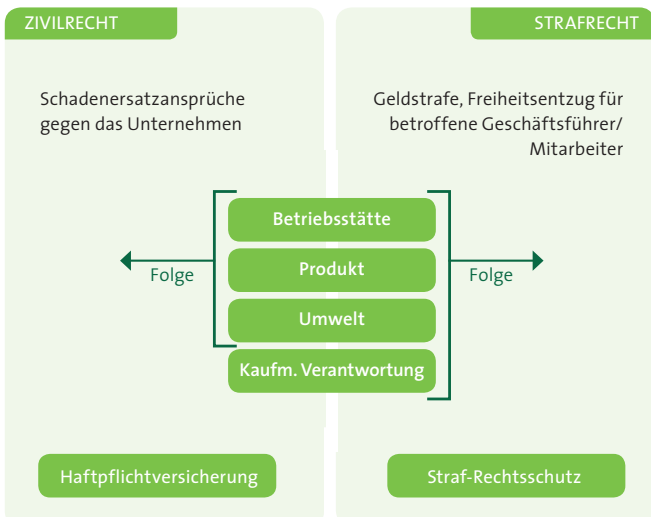 ZIVILRECHT
STRAFRECHT
Schadenersatzansprüche
gegen das Unternehmen
Geldstrafe, Freiheitsentzug für
betroffene Geschäftsführer/
Mitarbeiter
Betriebsstätte
Folge
Produkt
Folge
Umwelt
Kaufm. Verantwortung
Haftpflichtversicherung
Straf-Rechtsschutz